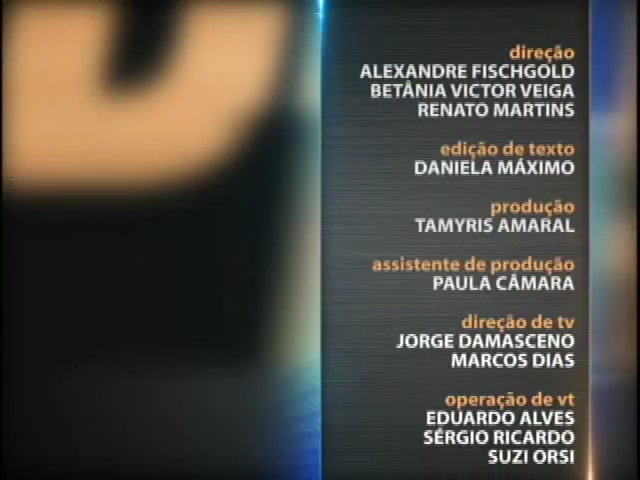 direção
ALEXANDRE FISCHGOLD
BETÂNIA VICTOR VEIGA
RENATO MARTINS
edição de texto
DANIELA MÁXIMO
produção
TAMYRIS AMARAL
assistente de produção
PAULA CÂMARA
direção de tv
JORGE DAMASCENO
MARCOS DIAS
operação de vt
EDUARDO ALVES
SÉRGIO RICARDO
SUZI ORSI